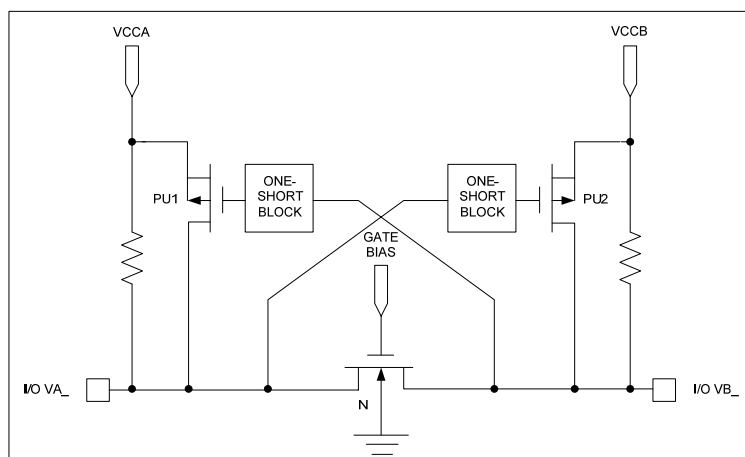 VCCA
VCCB
PU1
ONE-
SHORT
BLOCK
ONE-
SHORT
BLOCK
PU2
GATE
BIAS
I/O VA_
N
I/O VB_